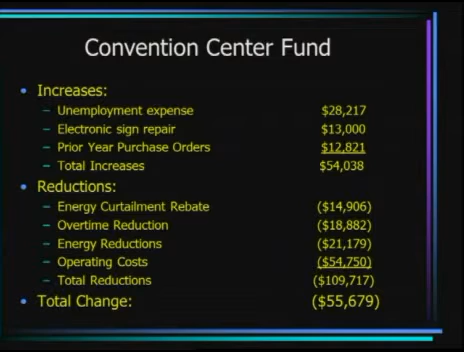 Convention Center Fund
• Increases:
– Unemployment expense $28,217
– Electronic sign repair $13,000
– Prior Year Purchase Orders $12,821
– Total Increases $54,038
• Reductions:
– Energy Curtailment Rebate ($14,906)
– Overtime Reduction ($18,882)
– Energy Reductions ($21,179)
– Operating Costs ($54,750)
– Total Reductions ($109,717)
• Total Change: ($55,679)